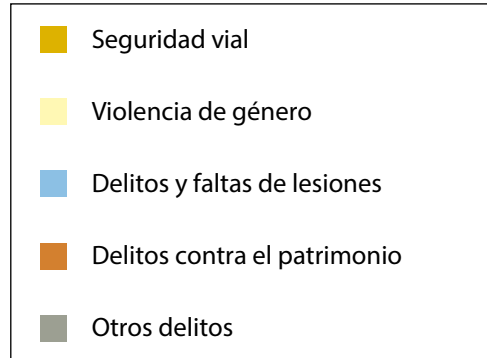 Seguridad vial
Violencia de género
Delitos y faltas de lesiones
Delitos contra el patrimonio
Otros delitos